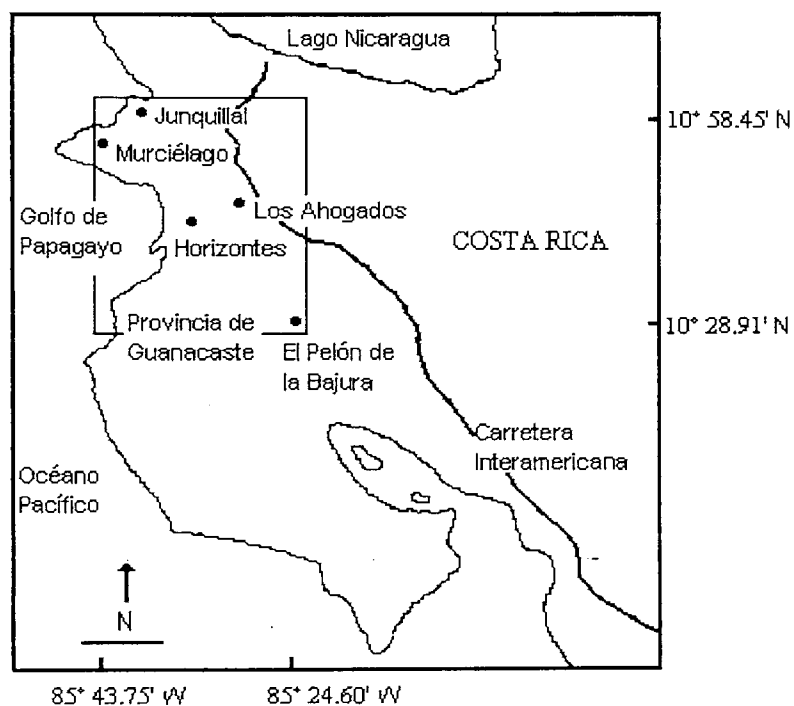 Lago Nicaragua
Junquillal
10° 58.45' N
Murciélago
Golfo de
Papagayo
Los Ahogados
Horizontes
COSTA RICA
Provincia de
Guanacaste
10° 28.91' N
El Pelón de
la Bajura
Carretera
Interamericana
Océano
Pacífico
N
85° 43.75' W
85° 24.60' W